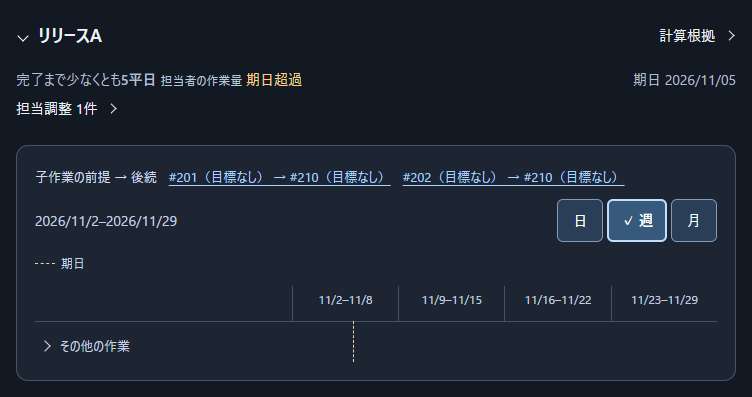 リリースA 計算根拠
完了まで少なくとも5平日 担当者の作業量 期日超過 期日 2026/11/05
担当調整 1件
子作業の前提 → 後続 #201（目標なし） → #210（目標なし） #202（目標なし） → #210（目標なし）
2026/11/2–2026/11/29 日 ✓ 週 月
期日
11/2–11/8 11/9–11/15 11/16–11/22 11/23–11/29
その他の作業